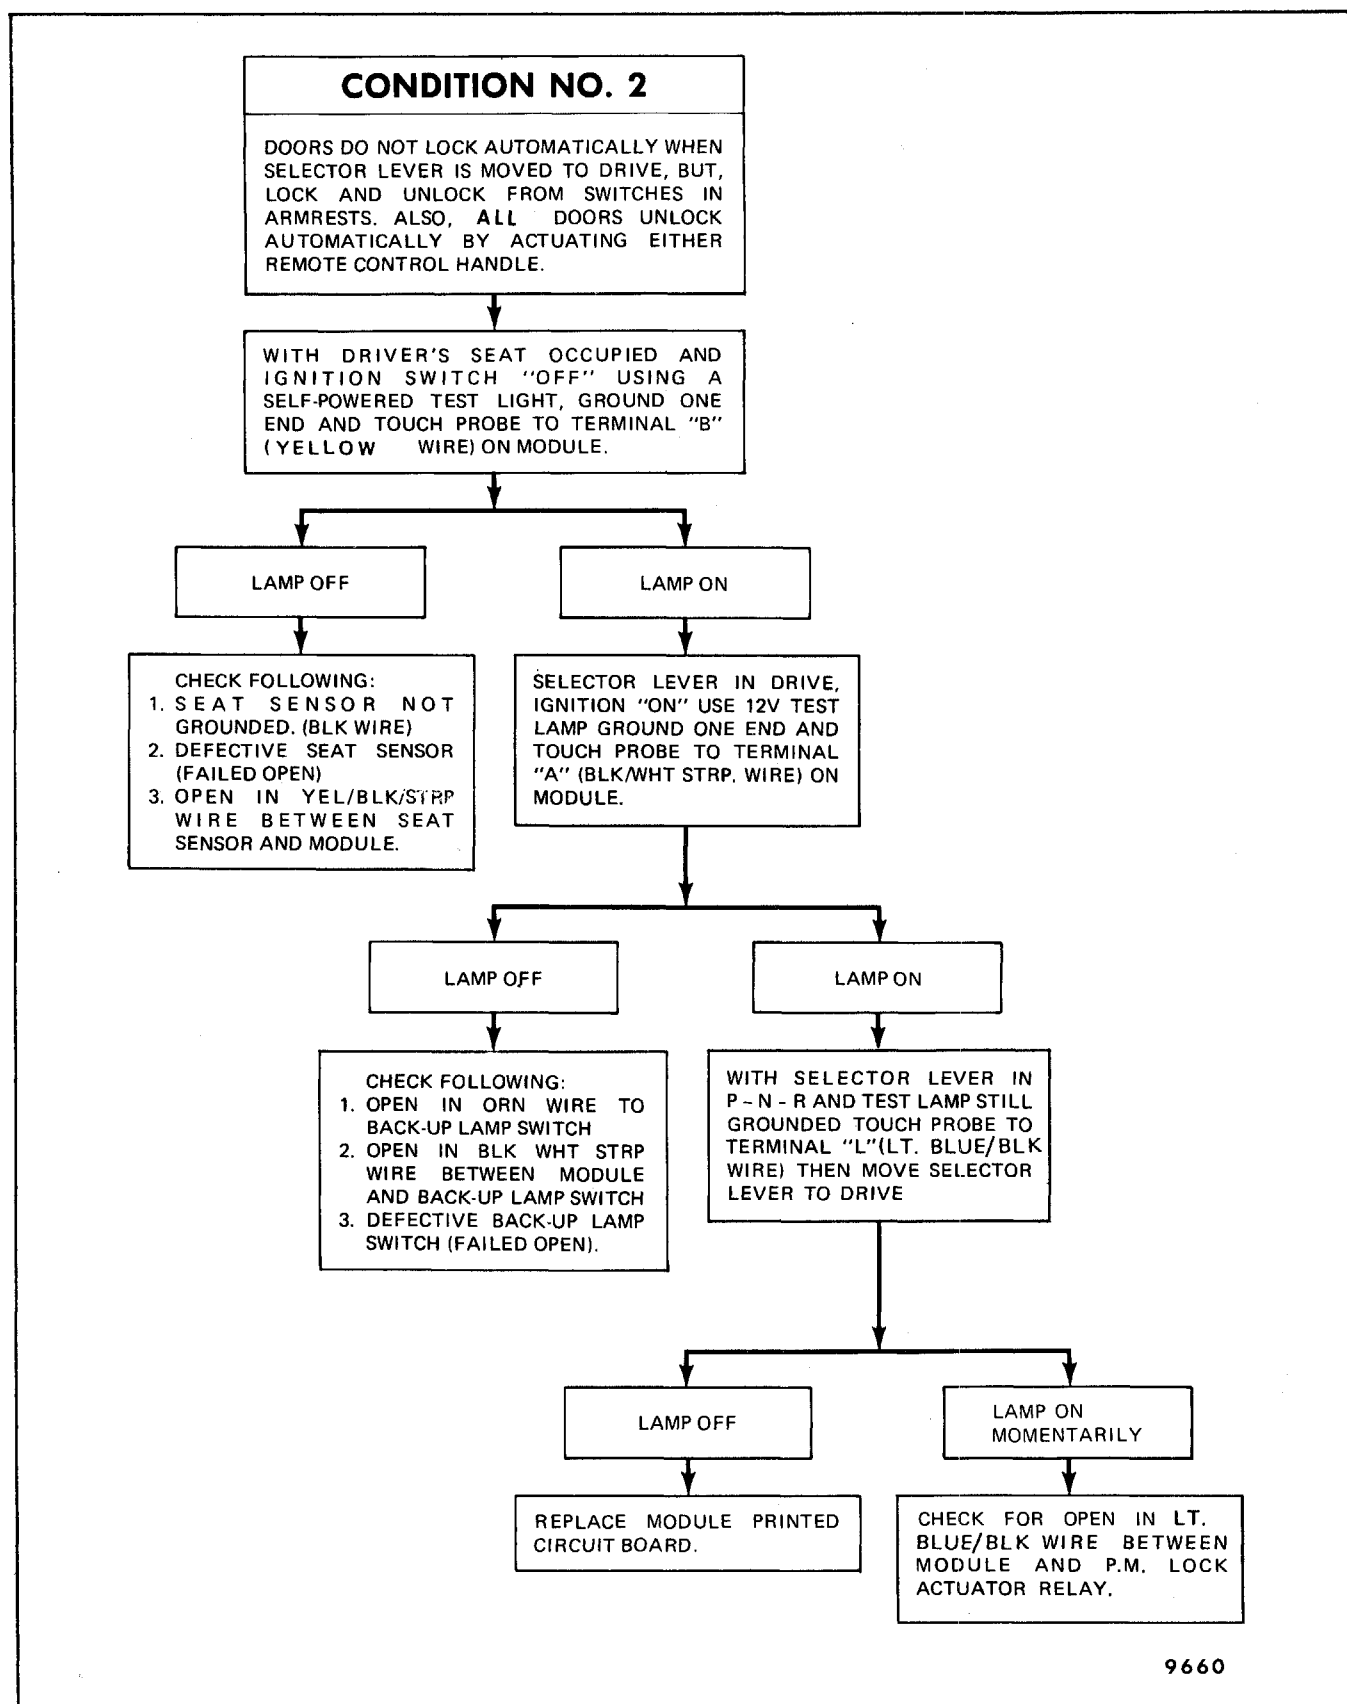 CONDITION NO. 2
DOORS DO NOT LOCK AUTOMATICALLY WHEN
SELECTOR LEVER IS MOVED TO DRIVE, BUT,
LOCK AND UNLOCK FROM SWITCHES IN
ARMRESTS. ALSO, ALL DOORS UNLOCK
AUTOMATICALLY BY ACTUATING EITHER
REMOTE CONTROL HANDLE.
WITH DRIVER'S SEAT OCCUPIED AND
IGNITION SWITCH "OFF" USING A
SELF-POWERED TEST LIGHT, GROUND ONE
END AND TOUCH PROBE TO TERMINAL "B"
(YELLOW WIRE) ON MODULE.
LAMP OFF
LAMP ON
CHECK FOLLOWING:
1. SEAT SENSOR NOT
GROUNDED. (BLK WIRE)
2. DEFECTIVE SEAT SENSOR
(FAILED OPEN)
3. OPEN IN YEL/BLK/STRP
WIRE BETWEEN SEAT
SENSOR AND MODULE.
SELECTOR LEVER IN DRIVE,
IGNITION "ON" USE 12V TEST
LAMP GROUND ONE END AND
TOUCH PROBE TO TERMINAL
"A" (BLK/WHT STRP. WIRE) ON
MODULE.
LAMP OFF
LAMP ON
CHECK FOLLOWING:
1. OPEN IN ORN WIRE TO
BACK-UP LAMP SWITCH
2. OPEN IN BLK WHT STRP
WIRE BETWEEN MODULE
AND BACK-UP LAMP SWITCH
3. DEFECTIVE BACK-UP LAMP
SWITCH (FAILED OPEN).
WITH SELECTOR LEVER IN
P - N - R AND TEST LAMP STILL
GROUNDED TOUCH PROBE TO
TERMINAL "L"(LT. BLUE/BLK
WIRE) THEN MOVE SELECTOR
LEVER TO DRIVE
LAMP OFF
LAMP ON
MOMENTARILY
REPLACE MODULE PRINTED
CIRCUIT BOARD.
CHECK FOR OPEN IN LT.
BLUE/BLK WIRE BETWEEN
MODULE AND P.M. LOCK
ACTUATOR RELAY.
9660